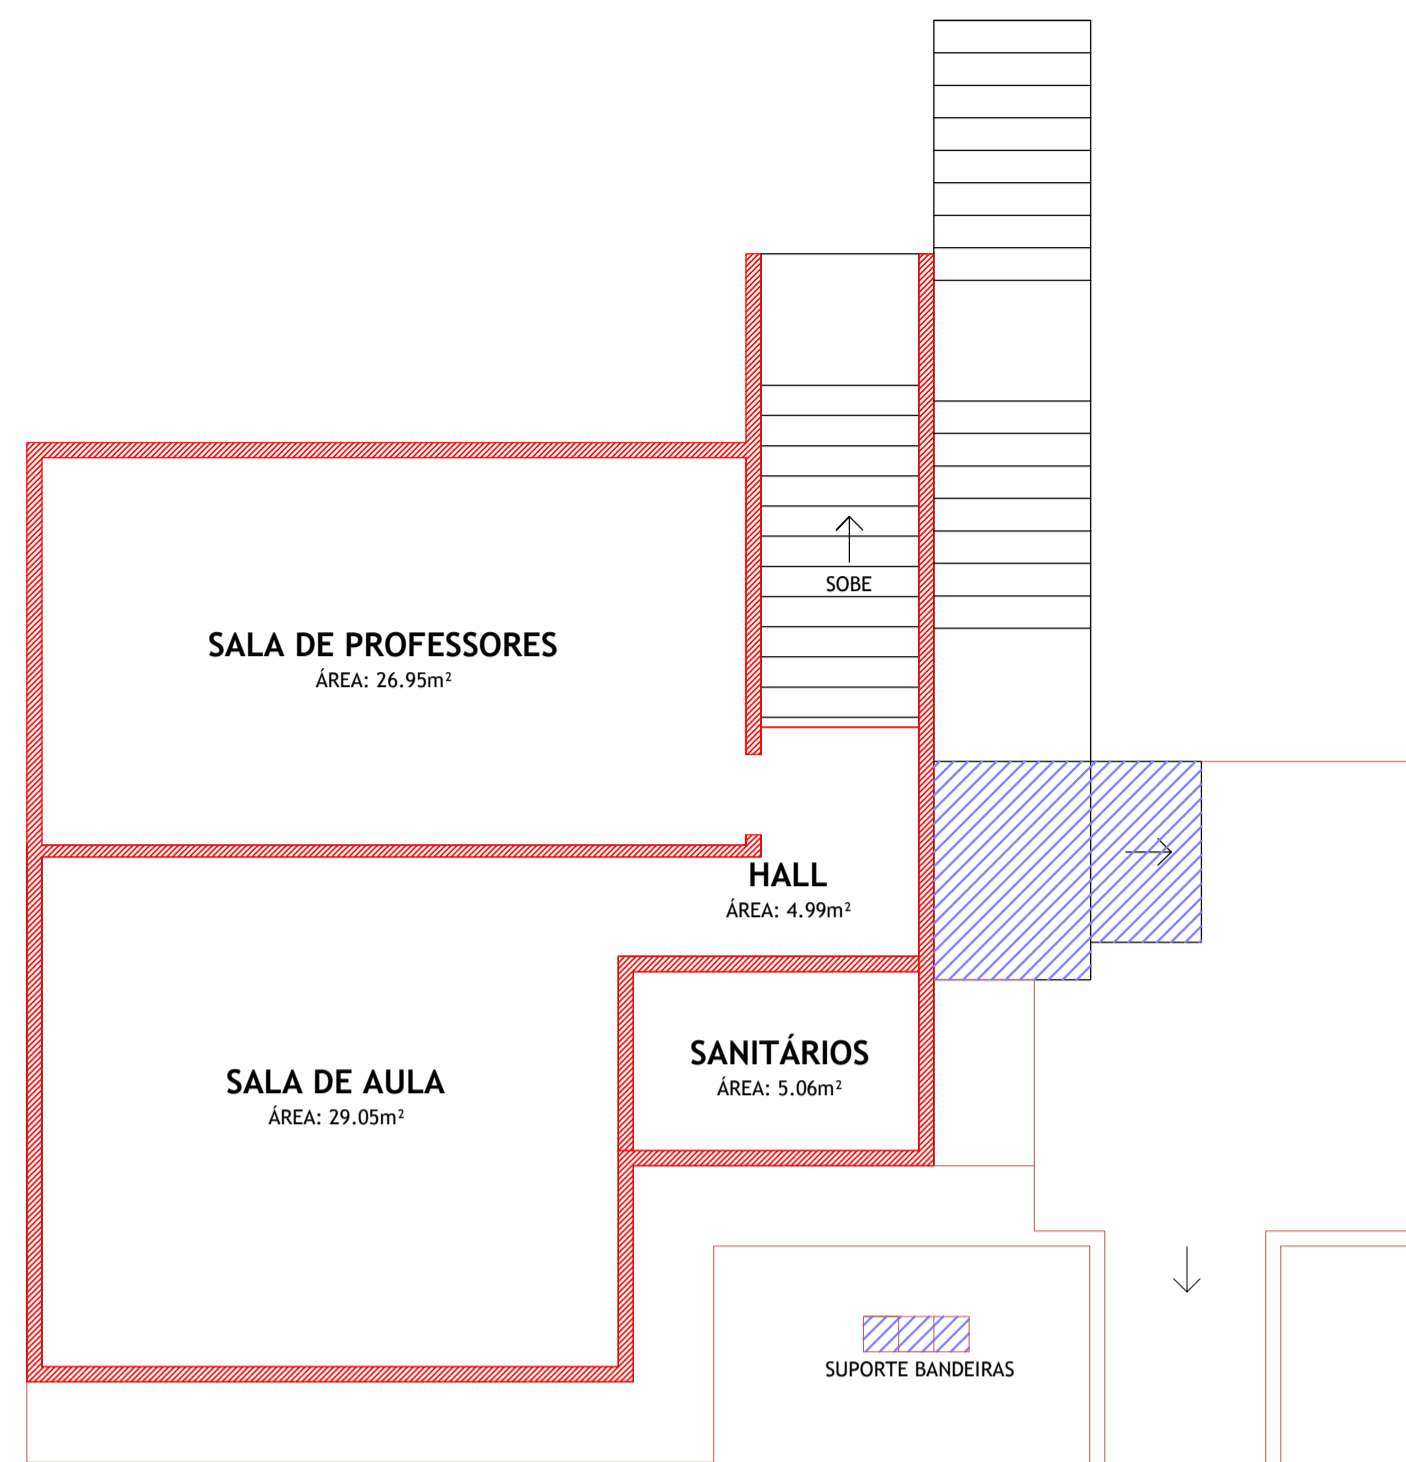 SOBE
SALA DE PROFESSORES
ÁREA: 26.95m²
HALL
ÁREA: 4.99m²
SANITÁRIOS
ÁREA: 5.06m²
SALA DE AULA
ÁREA: 29.05m²
SUPORTE BANDEIRAS